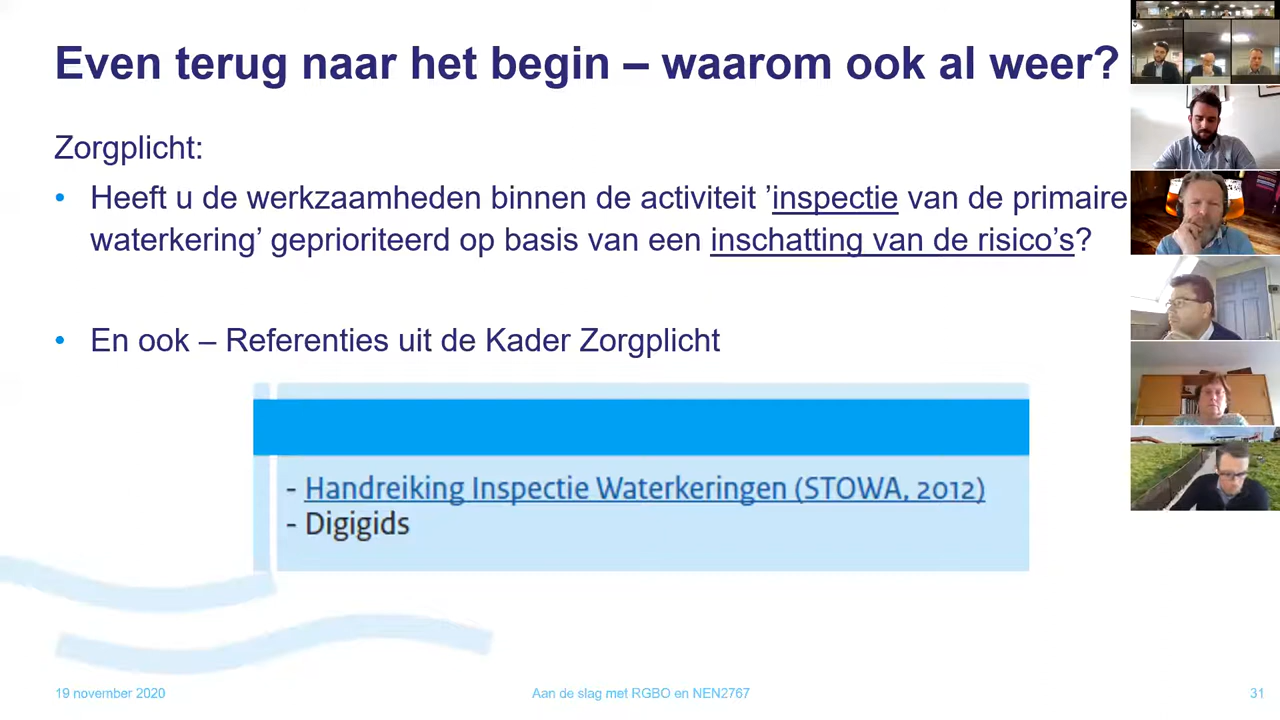 Even terug naar het begin – waarom ook al weer?
Zorgplicht:
• Heeft u de werkzaamheden binnen de activiteit ’inspectie van de primaire
waterkering’ geprioriteerd op basis van een inschatting van de risico’s?
• En ook – Referenties uit de Kader Zorgplicht
- Handreiking Inspectie Waterkeringen (STOWA, 2012)
- Digigids
19 november 2020
Aan de slag met RGBO en NEN2767
31